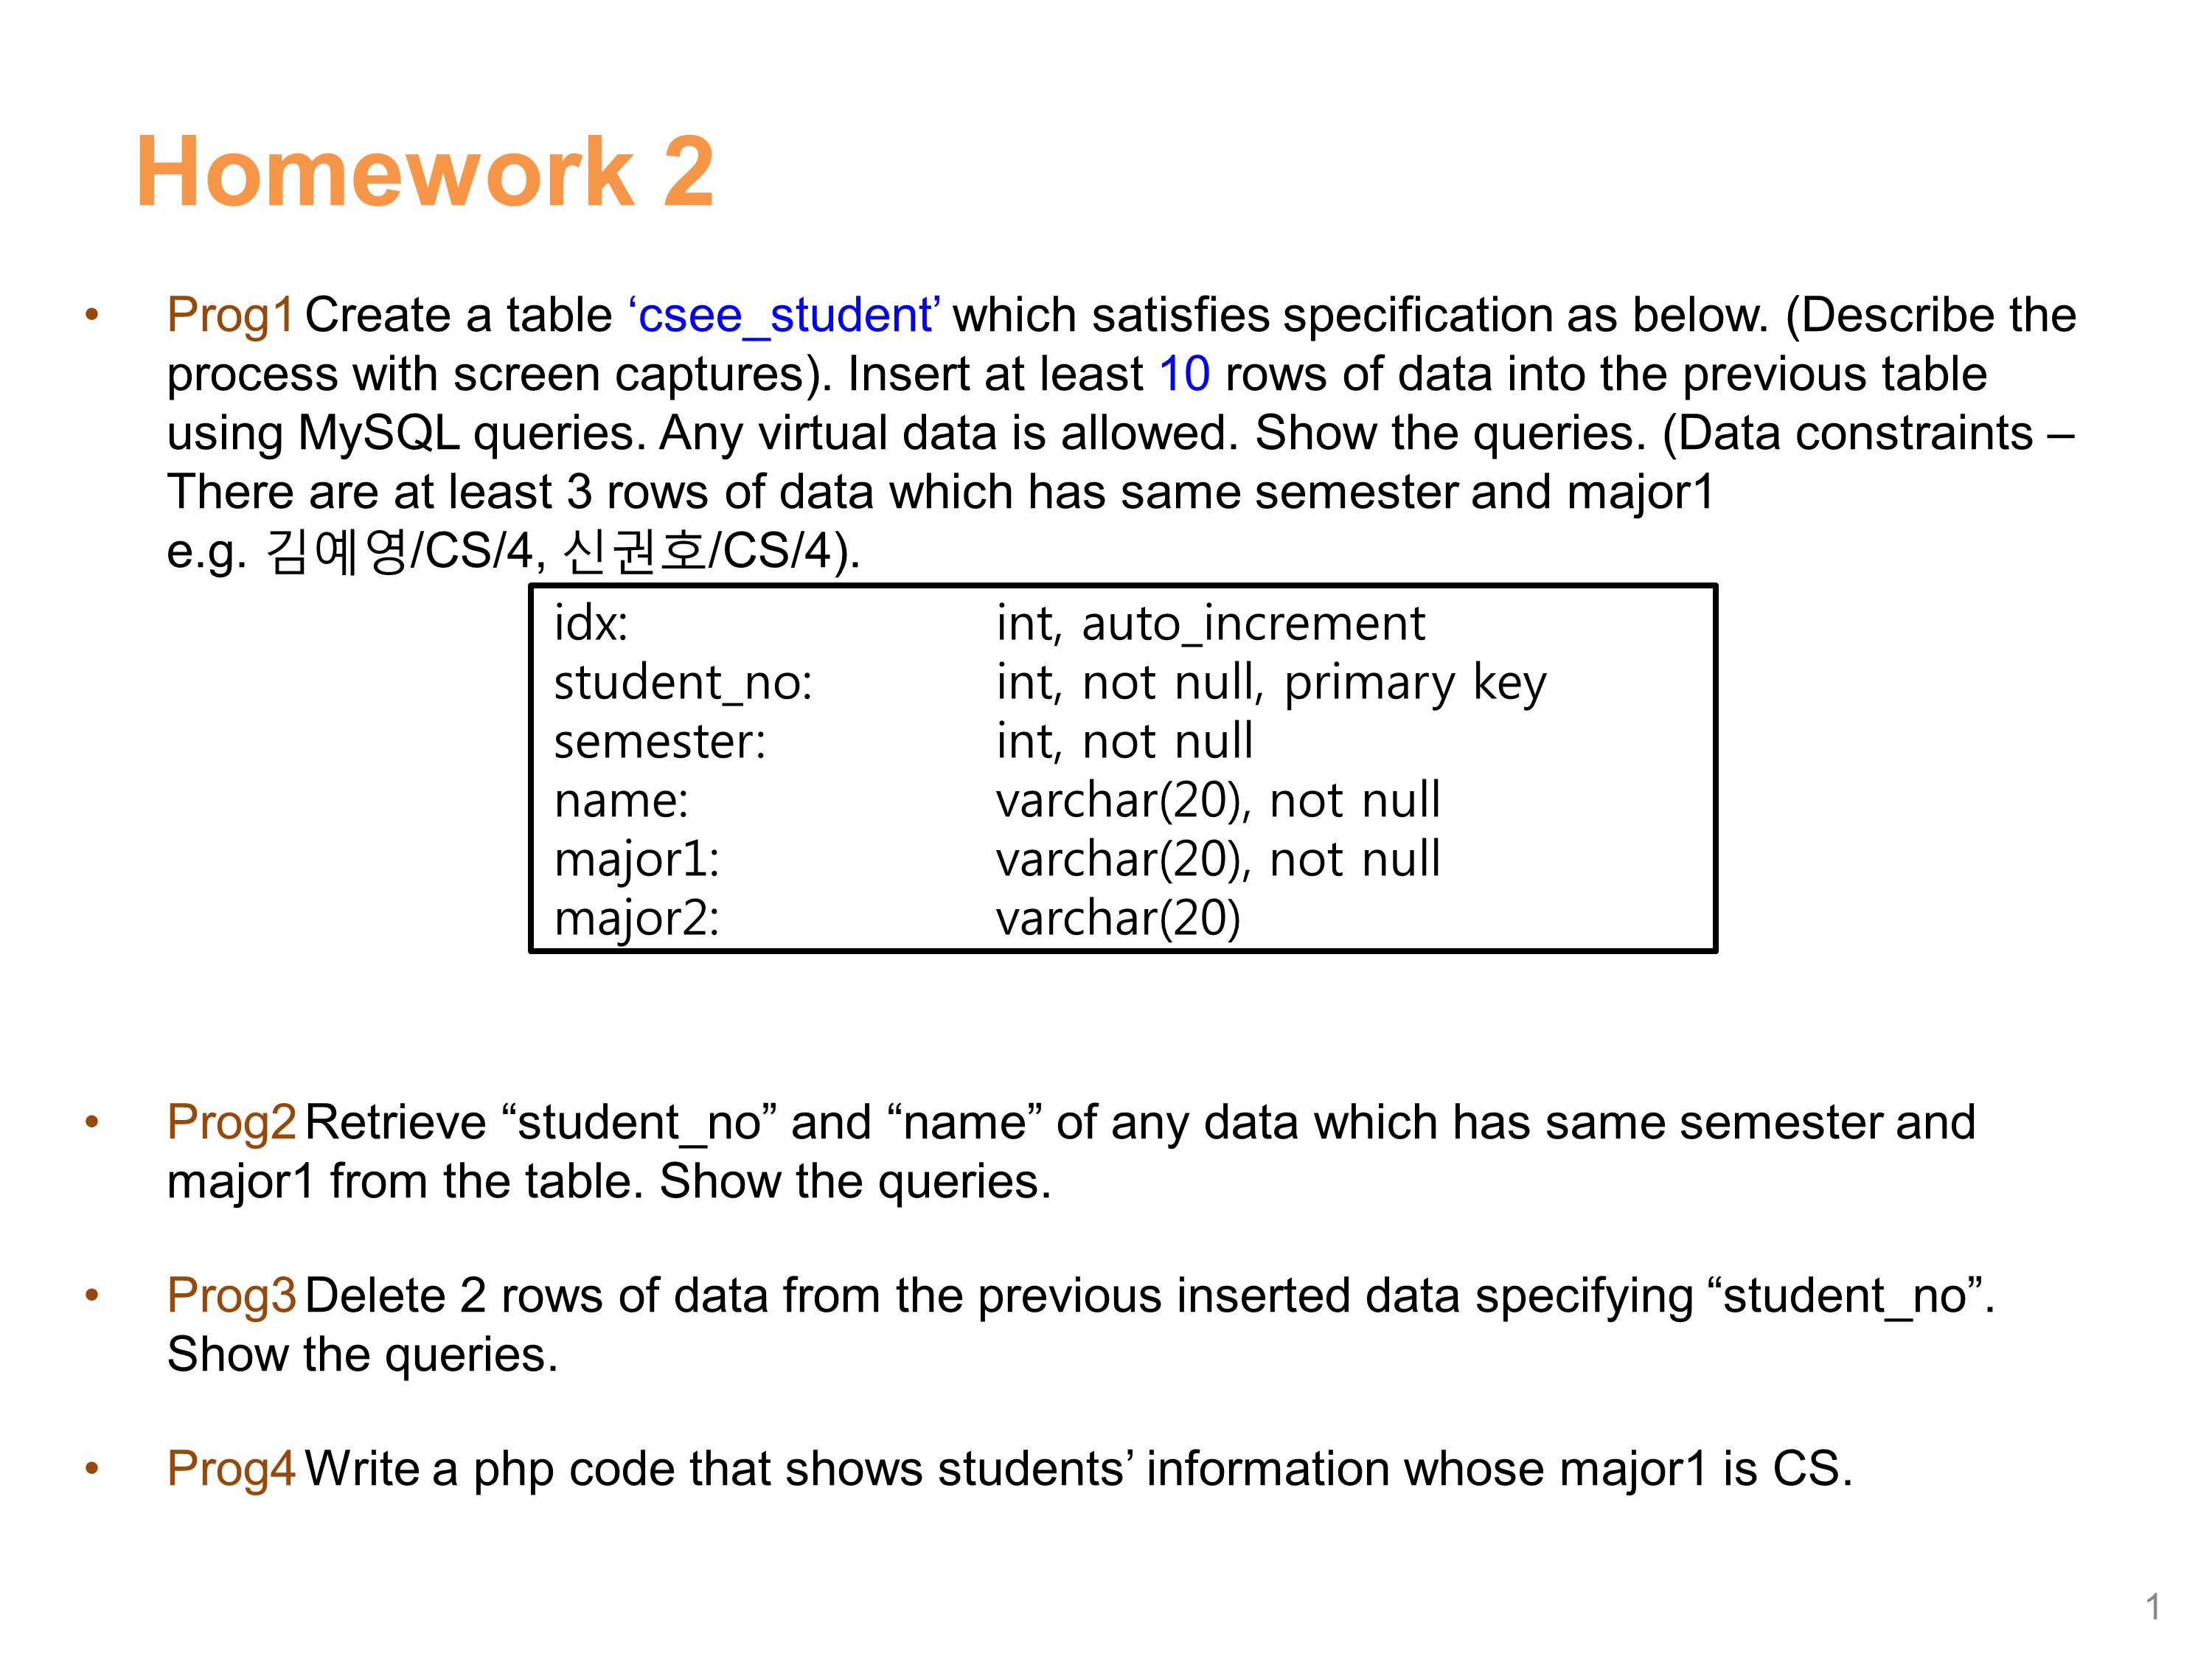 Homework 2
• Prog1 Create a table ‘csee_student’ which satisfies specification as below. (Describe the
process with screen captures). Insert at least 10 rows of data into the previous table
using MySQL queries. Any virtual data is allowed. Show the queries. (Data constraints –
There are at least 3 rows of data which has same semester and major1
e.g. 김예영/CS/4, 신권호/CS/4).
idx: int, auto_increment
student_no: int, not null, primary key
semester: int, not null
name: varchar(20), not null
major1: varchar(20), not null
major2: varchar(20)
• Prog2 Retrieve “student_no” and “name” of any data which has same semester and
major1 from the table. Show the queries.
• Prog3 Delete 2 rows of data from the previous inserted data specifying “student_no”.
Show the queries.
• Prog4 Write a php code that shows students’ information whose major1 is CS.
1